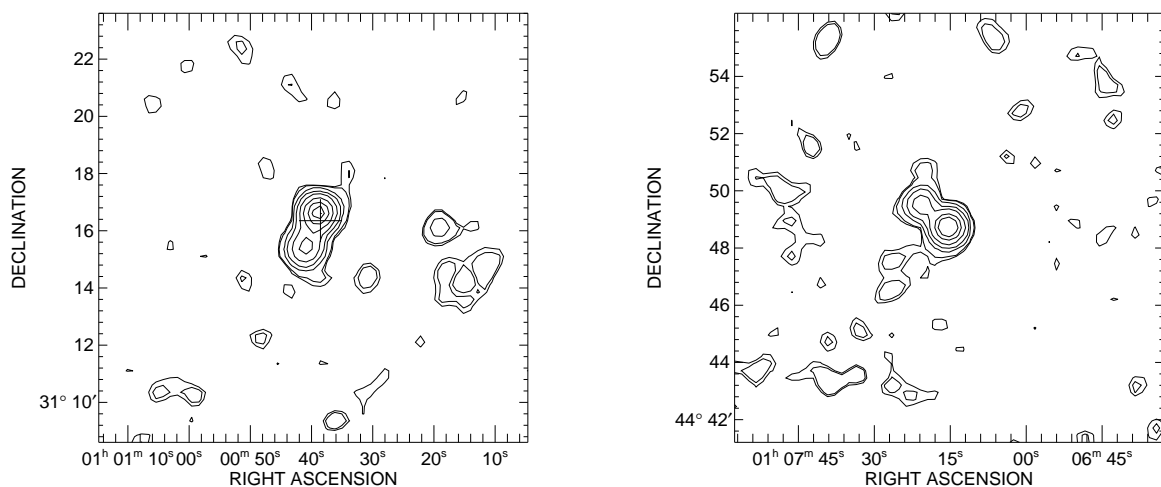 DECLINATION
22
20
18
16
14
12
31° 10′
01ʰ 01ᵐ 10ˢ 00ˢ 00ᵐ 50ˢ 40ˢ 30ˢ 20ˢ 10ˢ
RIGHT ASCENSION
DECLINATION
54
52
50
48
46
44
44° 42′
01ʰ 07ᵐ 45ˢ 30ˢ 15ˢ 00ˢ 06ᵐ 45ˢ
RIGHT ASCENSION